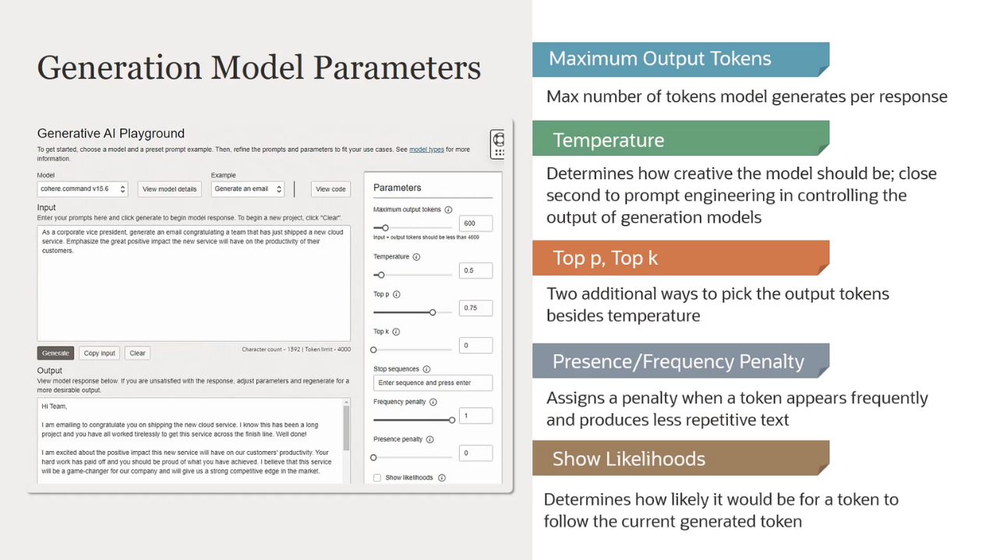 Generation Model Parameters
Generative AI Playground
To get started, choose a model and a preset prompt example. Then, refine the prompts and parameters to fit your use cases. See model types for more
information.
Model
cohere.command v15.6
View model details
Example
Generate an email
View code
Input
Enter your prompts here and click generate to begin model response. To begin a new project, click "Clear".
As a corporate vice president, generate an email congratulating a team that has just shipped a new cloud
service. Emphasize the great positive impact the new service will have on the productivity of their
customers.
Generate
Copy input
Clear
Character count - 1392 | Token limit - 4000
Output
View model response below. If you are unsatisfied with the response, adjust parameters and regenerate for a
more desirable output.
Hi Team,
I am emailing to congratulate you on shipping the new cloud service. I know this has been a long
project and you have all worked tirelessly to get this service across the finish line. Well done!
I am excited about the positive impact this new service will have on our customers' productivity. Your
hard work has paid off and you should be proud of what you have achieved. I believe that this service
will be a game-changer for our company and will give us a strong competitive edge in the market.
Parameters
Maximum output tokens
600
Input + output tokens should be less than 4000
Temperature
0.5
Top p
0.75
Top k
0
Stop sequences
Enter sequence and press enter
Frequency penalty
1
Presence penalty
0
Show likelihoods
Maximum Output Tokens
Max number of tokens model generates per response
Temperature
Determines how creative the model should be; close
second to prompt engineering in controlling the
output of generation models
Top p, Top k
Two additional ways to pick the output tokens
besides temperature
Presence/Frequency Penalty
Assigns a penalty when a token appears frequently
and produces less repetitive text
Show Likelihoods
Determines how likely it would be for a token to
follow the current generated token